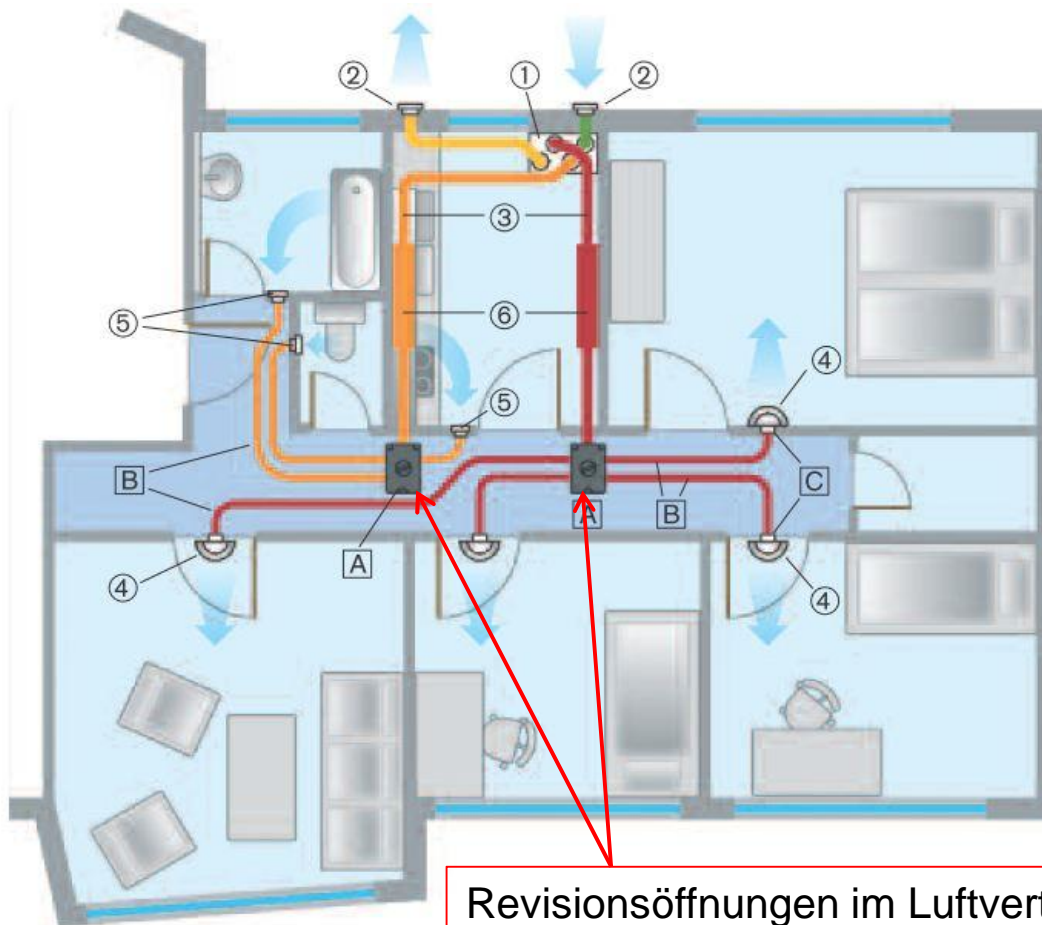 ② ① ②
③
⑥
⑤
④
⑤
B
C
A B
A
④ ④
Revisionsöffnungen im Luftvert